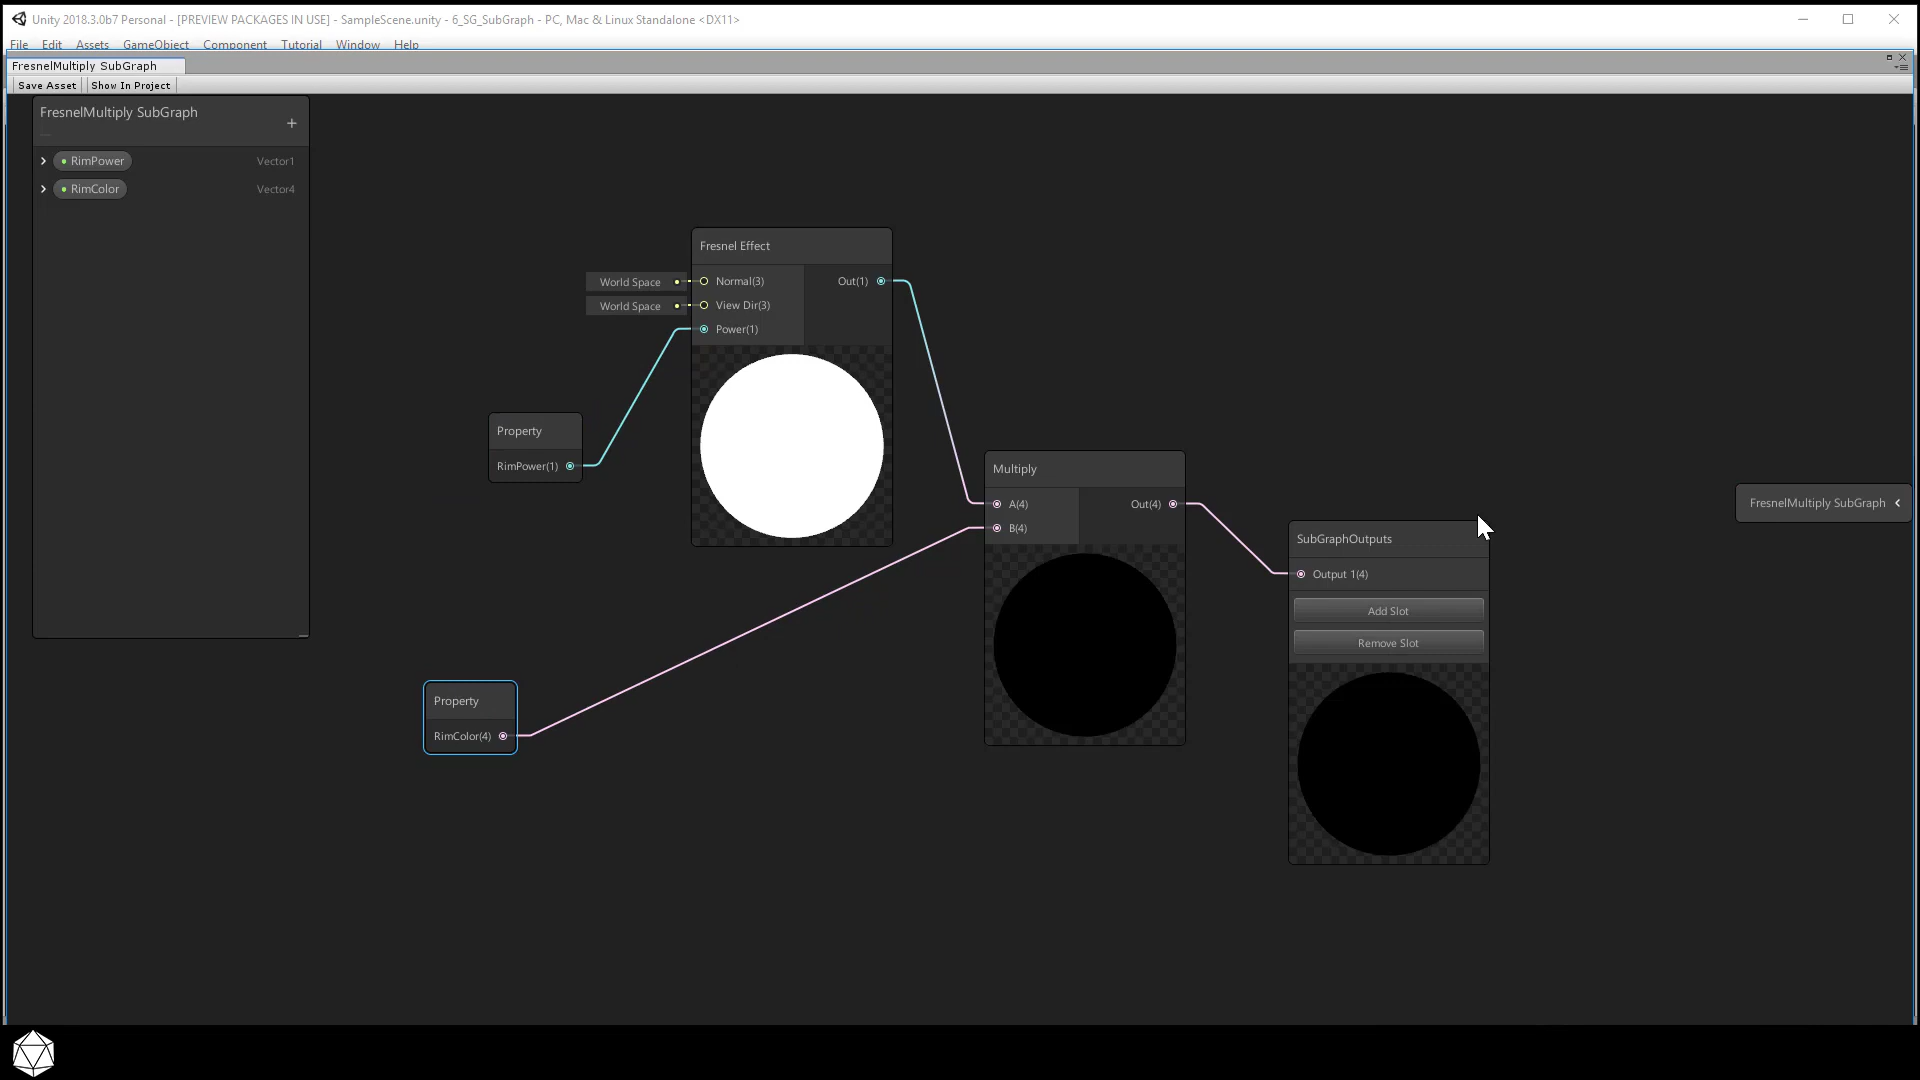 Unity 2018.3.0b7 Personal - [PREVIEW PACKAGES IN USE] - SampleScene.unity - 6_SG_SubGraph - PC, Mac & Linux Standalone <DX11>
File Edit Assets GameObject Component Tutorial Window Help
FresnelMultiply SubGraph
Save Asset Show In Project
FresnelMultiply SubGraph
RimPower Vector1
RimColor Vector4
Fresnel Effect
World Space Normal(3) Out(1)
World Space View Dir(3)
Power(1)
Property
RimPower(1)
Multiply
A(4) Out(4)
B(4)
FresnelMultiply SubGraph
SubGraphOutputs
Output 1(4)
Add Slot
Remove Slot
Property
RimColor(4)